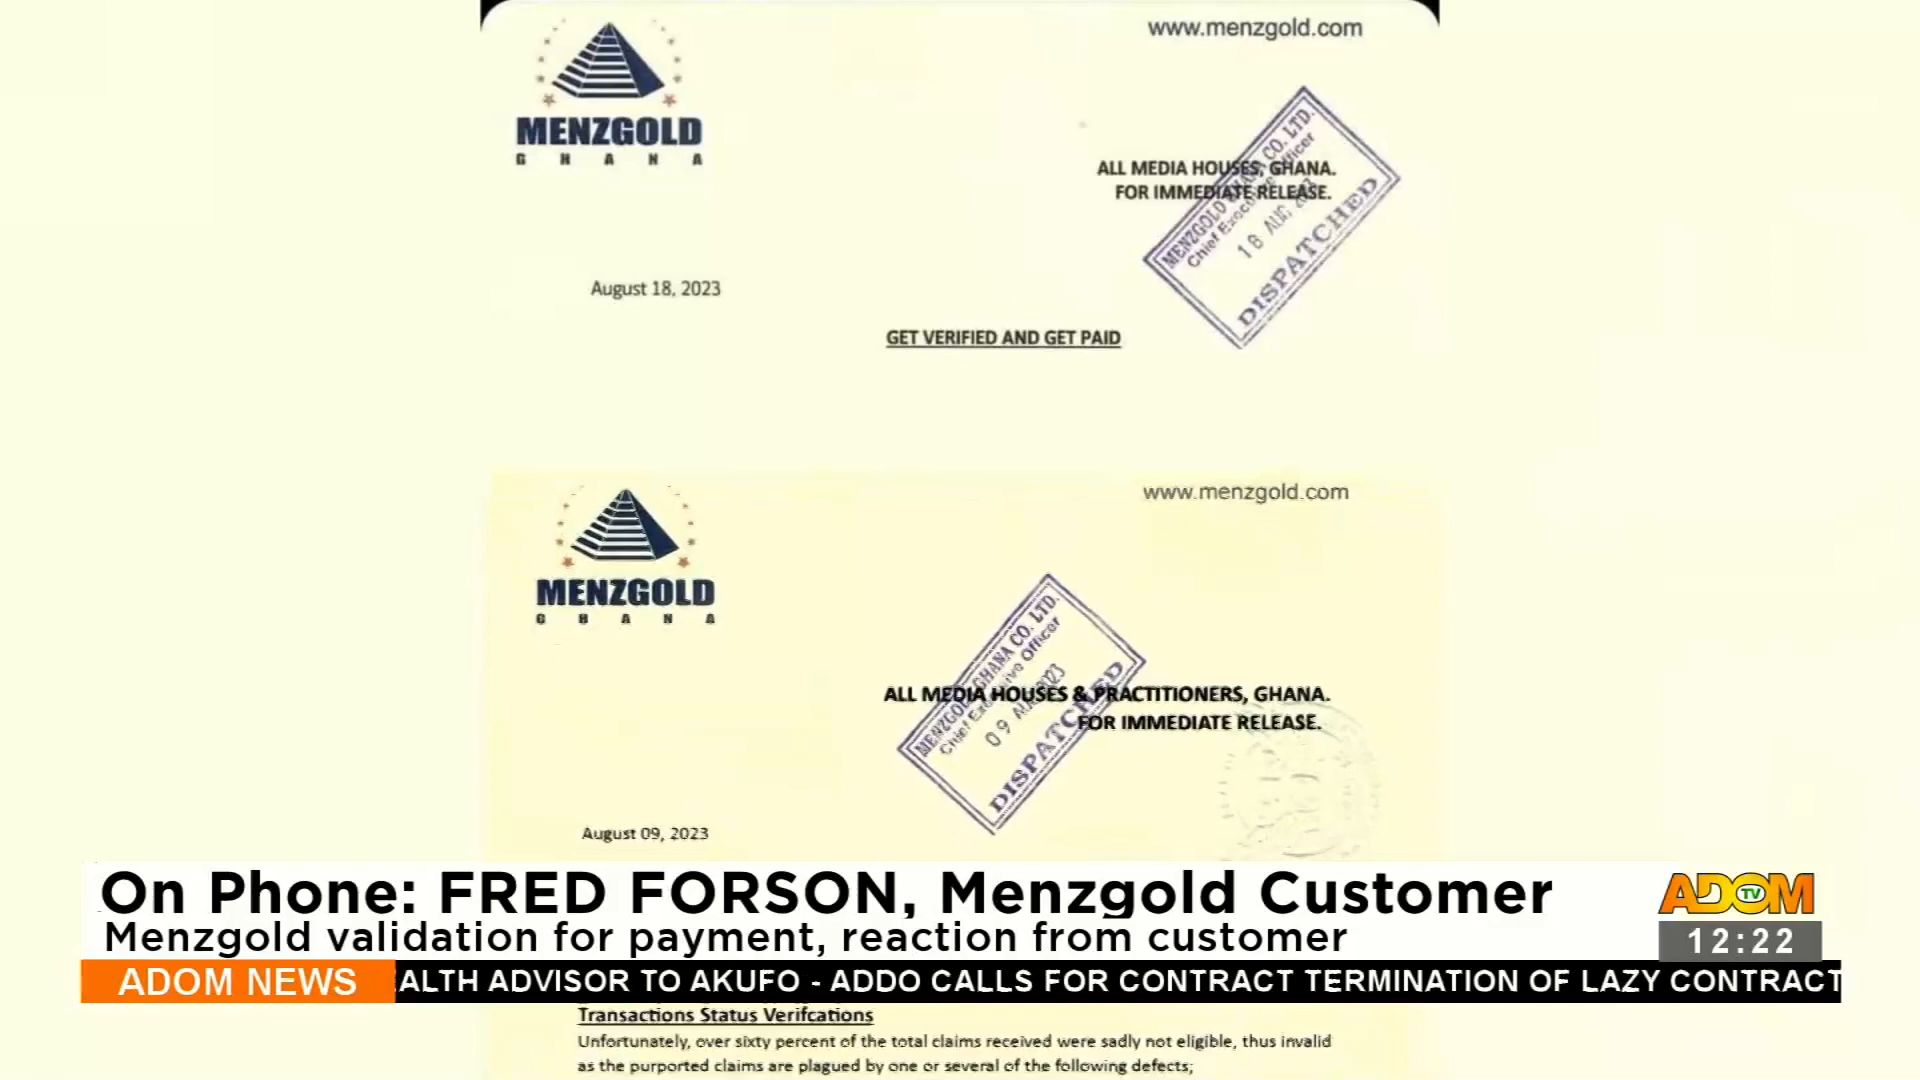 MENZGOLD
GHANA
www.menzgold.com
ALL MEDIA HOUSES, GHANA.
FOR IMMEDIATE RELEASE.
MENZGOLD GHANA CO. LTD.
Chief Executive Officer
18 AUG 2023
DISPATCHED
August 18, 2023
GET VERIFIED AND GET PAID
MENZGOLD
GHANA
www.menzgold.com
MENZGOLD GHANA CO. LTD.
Chief Executive Officer
09 AUG 2023
DISPATCHED
ALL MEDIA HOUSES & PRACTITIONERS, GHANA.
FOR IMMEDIATE RELEASE.
August 09, 2023
On Phone: FRED FORSON, Menzgold Customer
Menzgold validation for payment, reaction from customer
ADOM TV
12:22
ADOM NEWS
EALTH ADVISOR TO AKUFO - ADDO CALLS FOR CONTRACT TERMINATION OF LAZY CONTRACT
Transactions Status Verifcations
Unfortunately, over sixty percent of the total claims received were sadly not eligible, thus invalid
as the purported claims are plagued by one or several of the following defects;